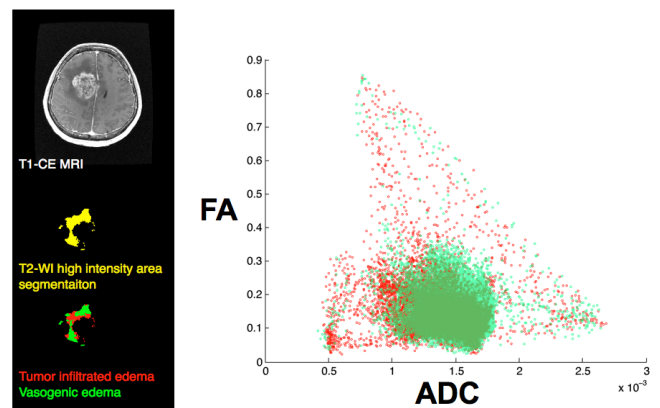 T1-CE MRI
T2-WI high intensity area
segmentaiton
Tumor infiltrated edema
Vasogenic edema
FA
0.9
0.8
0.7
0.6
0.5
0.4
0.3
0.2
0.1
0
0
0.5
1
1.5
2
2.5
3
x 10⁻³
ADC